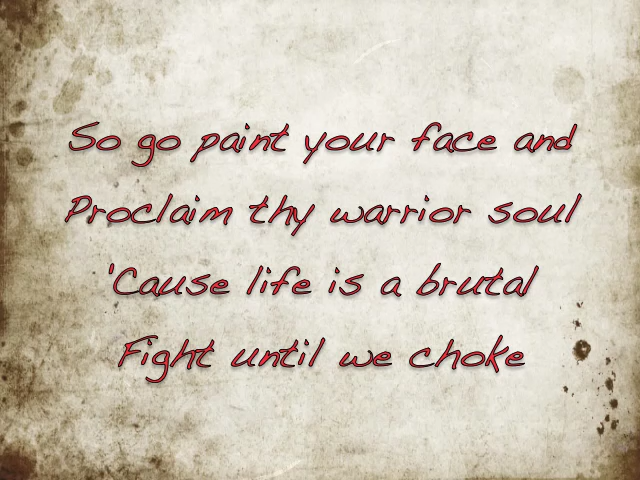 So go paint your face and
Proclaim thy warrior soul
'Cause life is a brutal
Fight until we choke